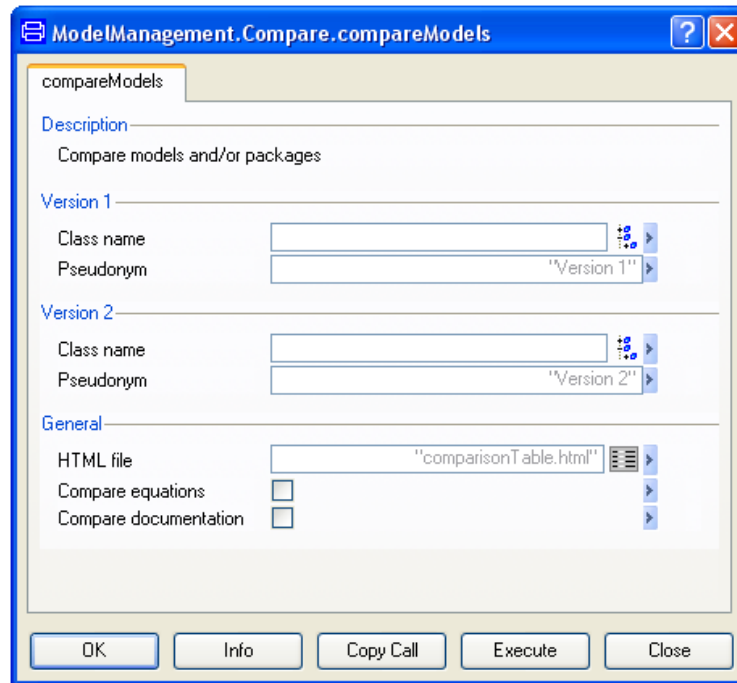 ModelManagement.Compare.compareModels
compareModels
Description
Compare models and/or packages
Version 1
Class name
Pseudonym "Version 1"
Version 2
Class name
Pseudonym "Version 2"
General
HTML file "comparisonTable.html"
Compare equations
Compare documentation
OK Info Copy Call Execute Close